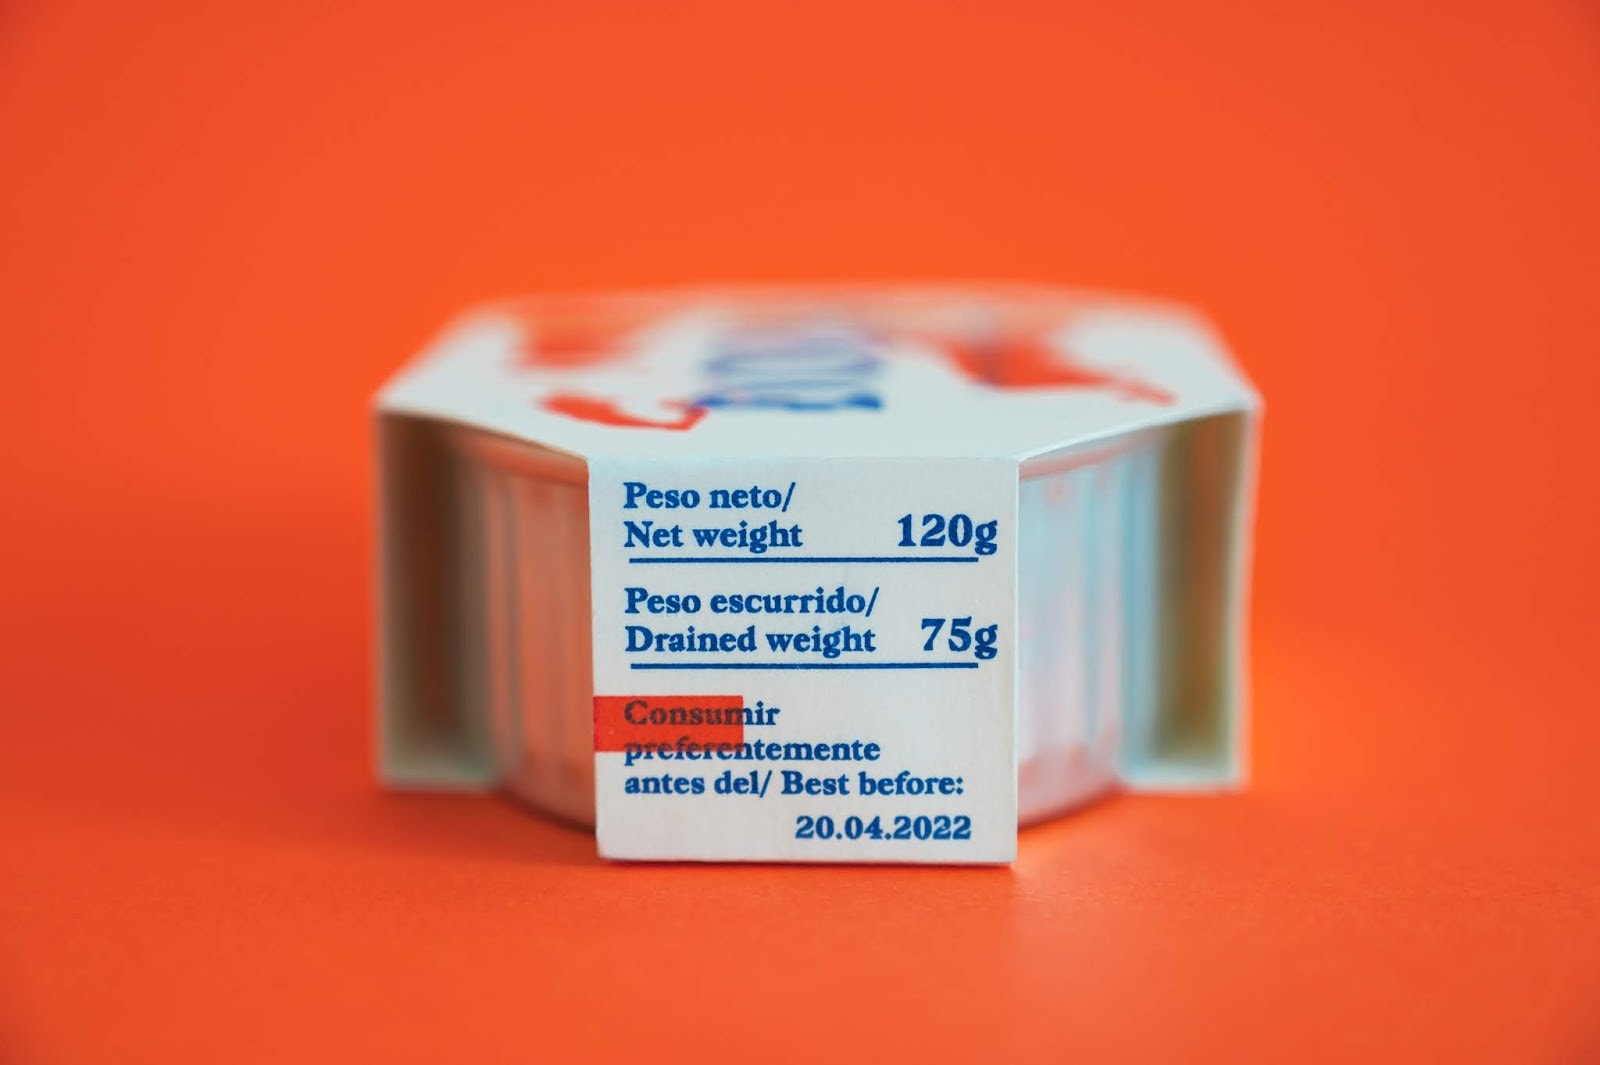 Peso neto/
Net weight 120g
Peso escurrido/
Drained weight 75g
Consumir
preferentemente
antes del/ Best before:
20.04.2022